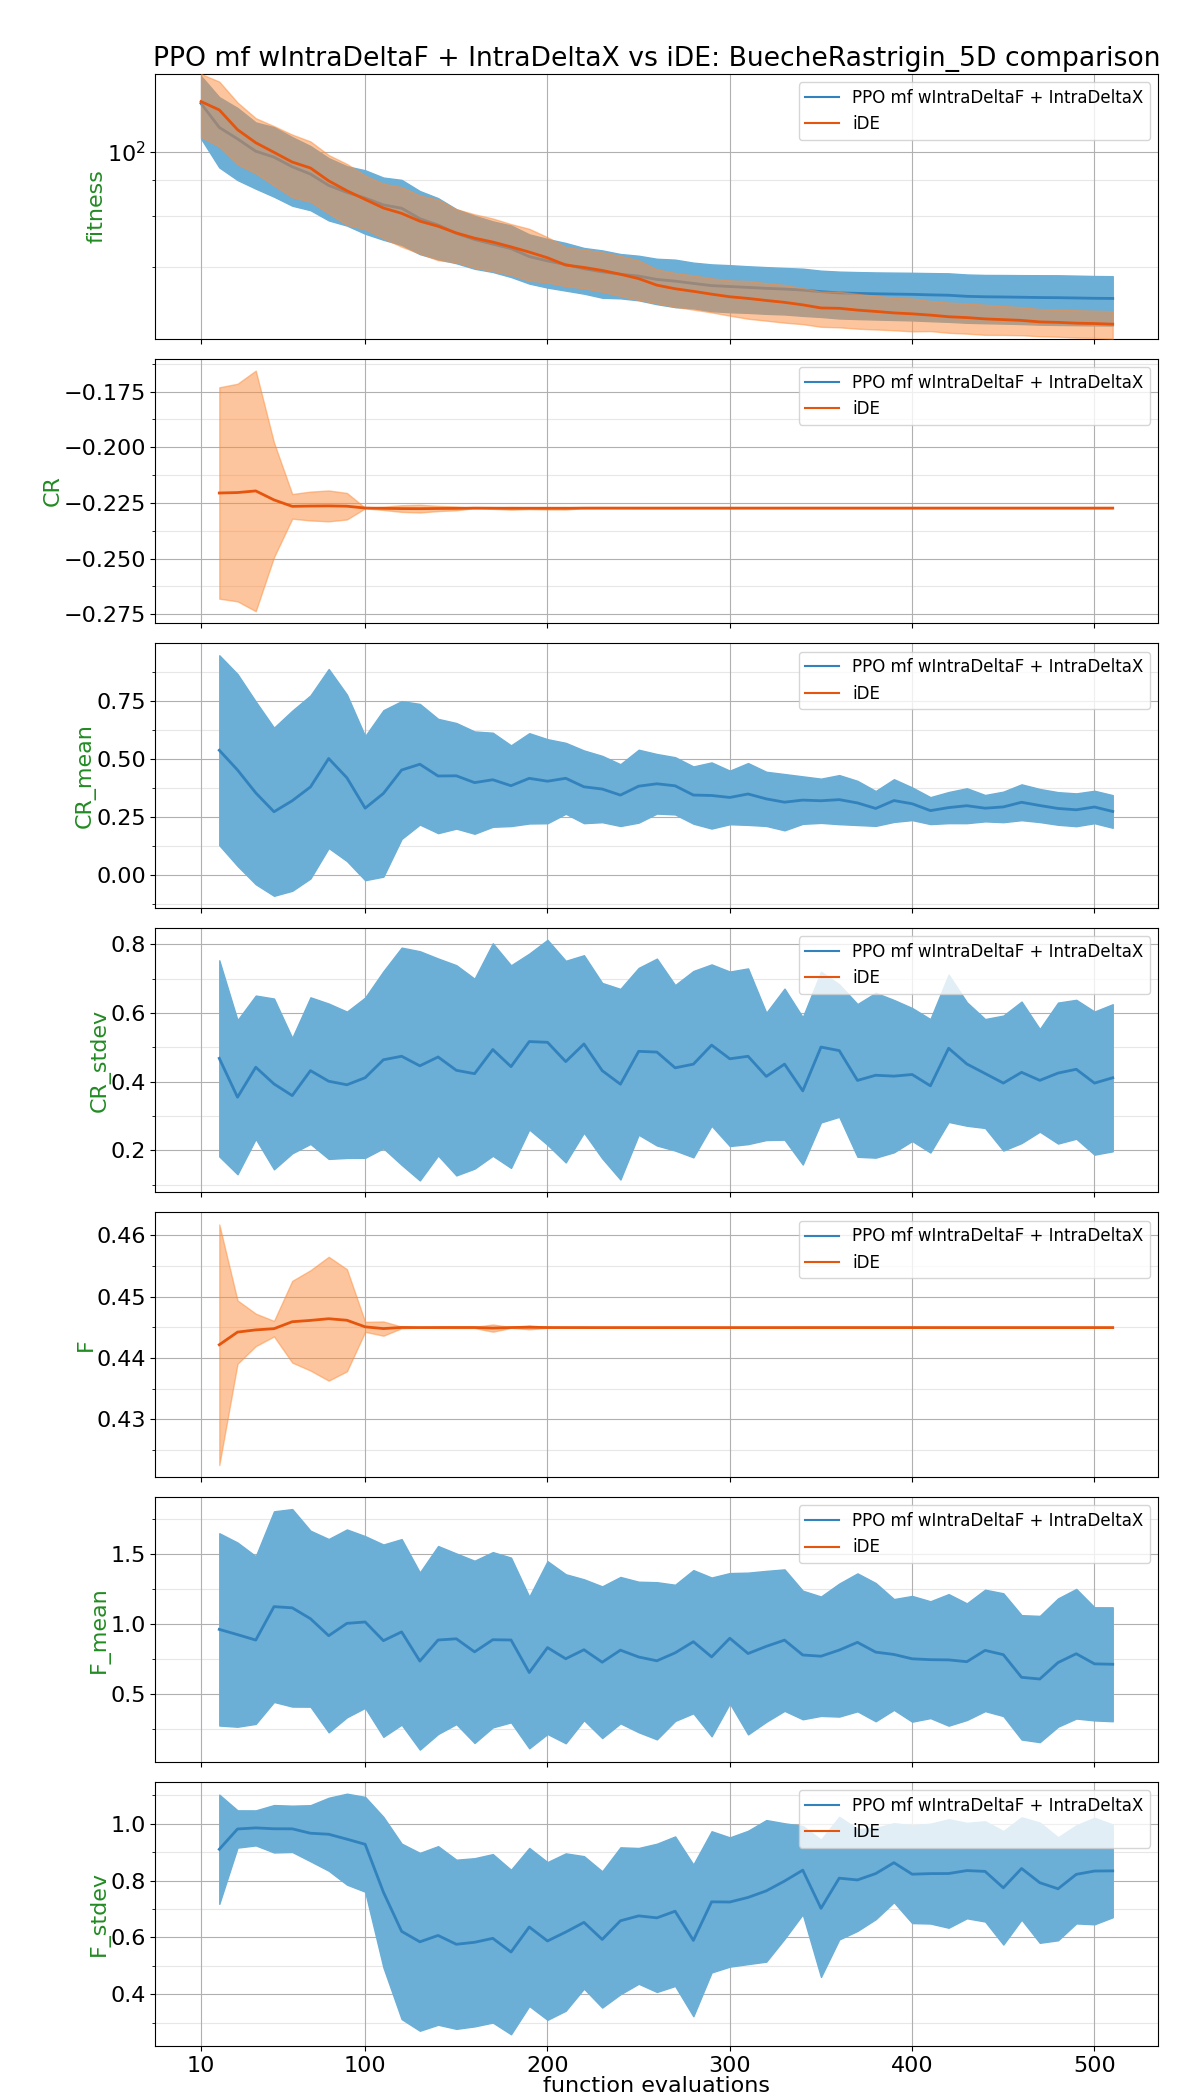 PPO mf wIntraDeltaF + IntraDeltaX vs iDE: BuecheRastrigin_5D comparison
PPO mf wIntraDeltaF + IntraDeltaX
iDE
10²
fitness
PPO mf wIntraDeltaF + IntraDeltaX
iDE
−0.175
−0.200
−0.225
−0.250
−0.275
CR
PPO mf wIntraDeltaF + IntraDeltaX
iDE
0.75
0.50
0.25
0.00
CR_mean
PPO mf wIntraDeltaF + IntraDeltaX
iDE
0.8
0.6
0.4
0.2
CR_stdev
PPO mf wIntraDeltaF + IntraDeltaX
iDE
0.46
0.45
0.44
0.43
F
PPO mf wIntraDeltaF + IntraDeltaX
iDE
1.5
1.0
0.5
F_mean
PPO mf wIntraDeltaF + IntraDeltaX
iDE
1.0
0.8
0.6
0.4
F_stdev
10 100 200 300 400 500
function evaluations